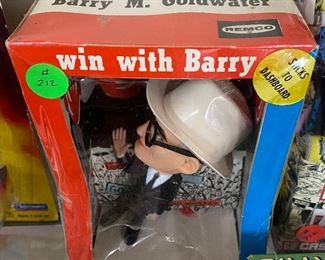 Barry M. Goldwater
REMCO
win with Barry
#
212
STICKS
TO
DASHBOARD